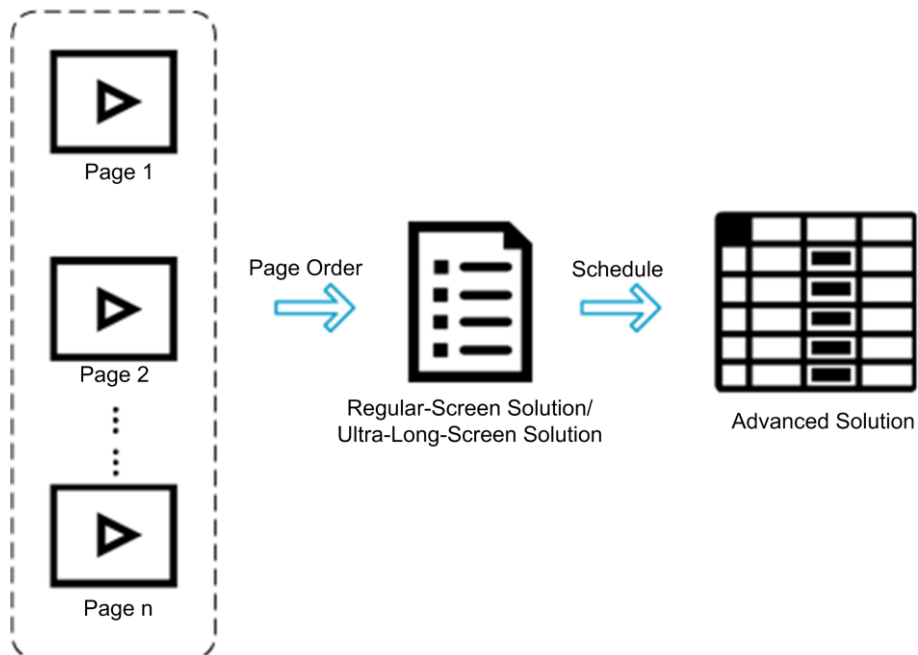 Page 1
Page 2
Page n
Page Order
Regular-Screen Solution/
Ultra-Long-Screen Solution
Schedule
Advanced Solution